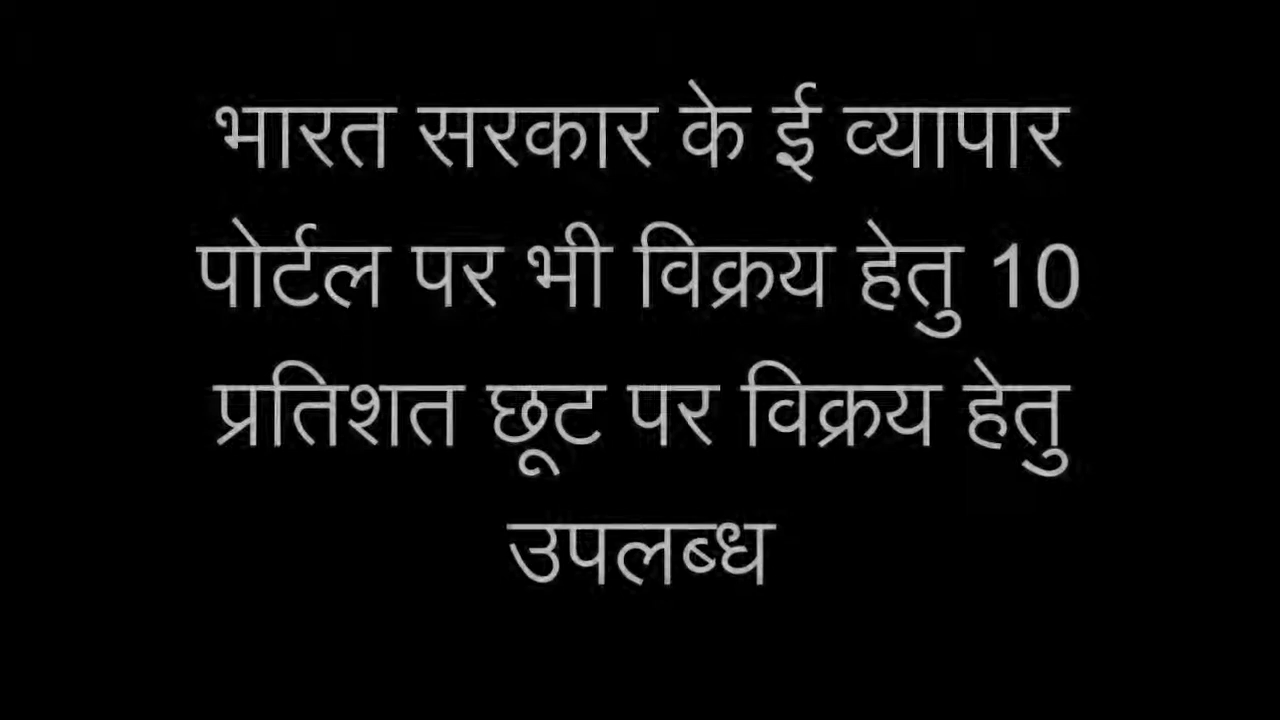 भारत सरकार के ई व्यापार
पोर्टल पर भी विक्रय हेतु 10
प्रतिशत छूट पर विक्रय हेतु
उपलब्ध